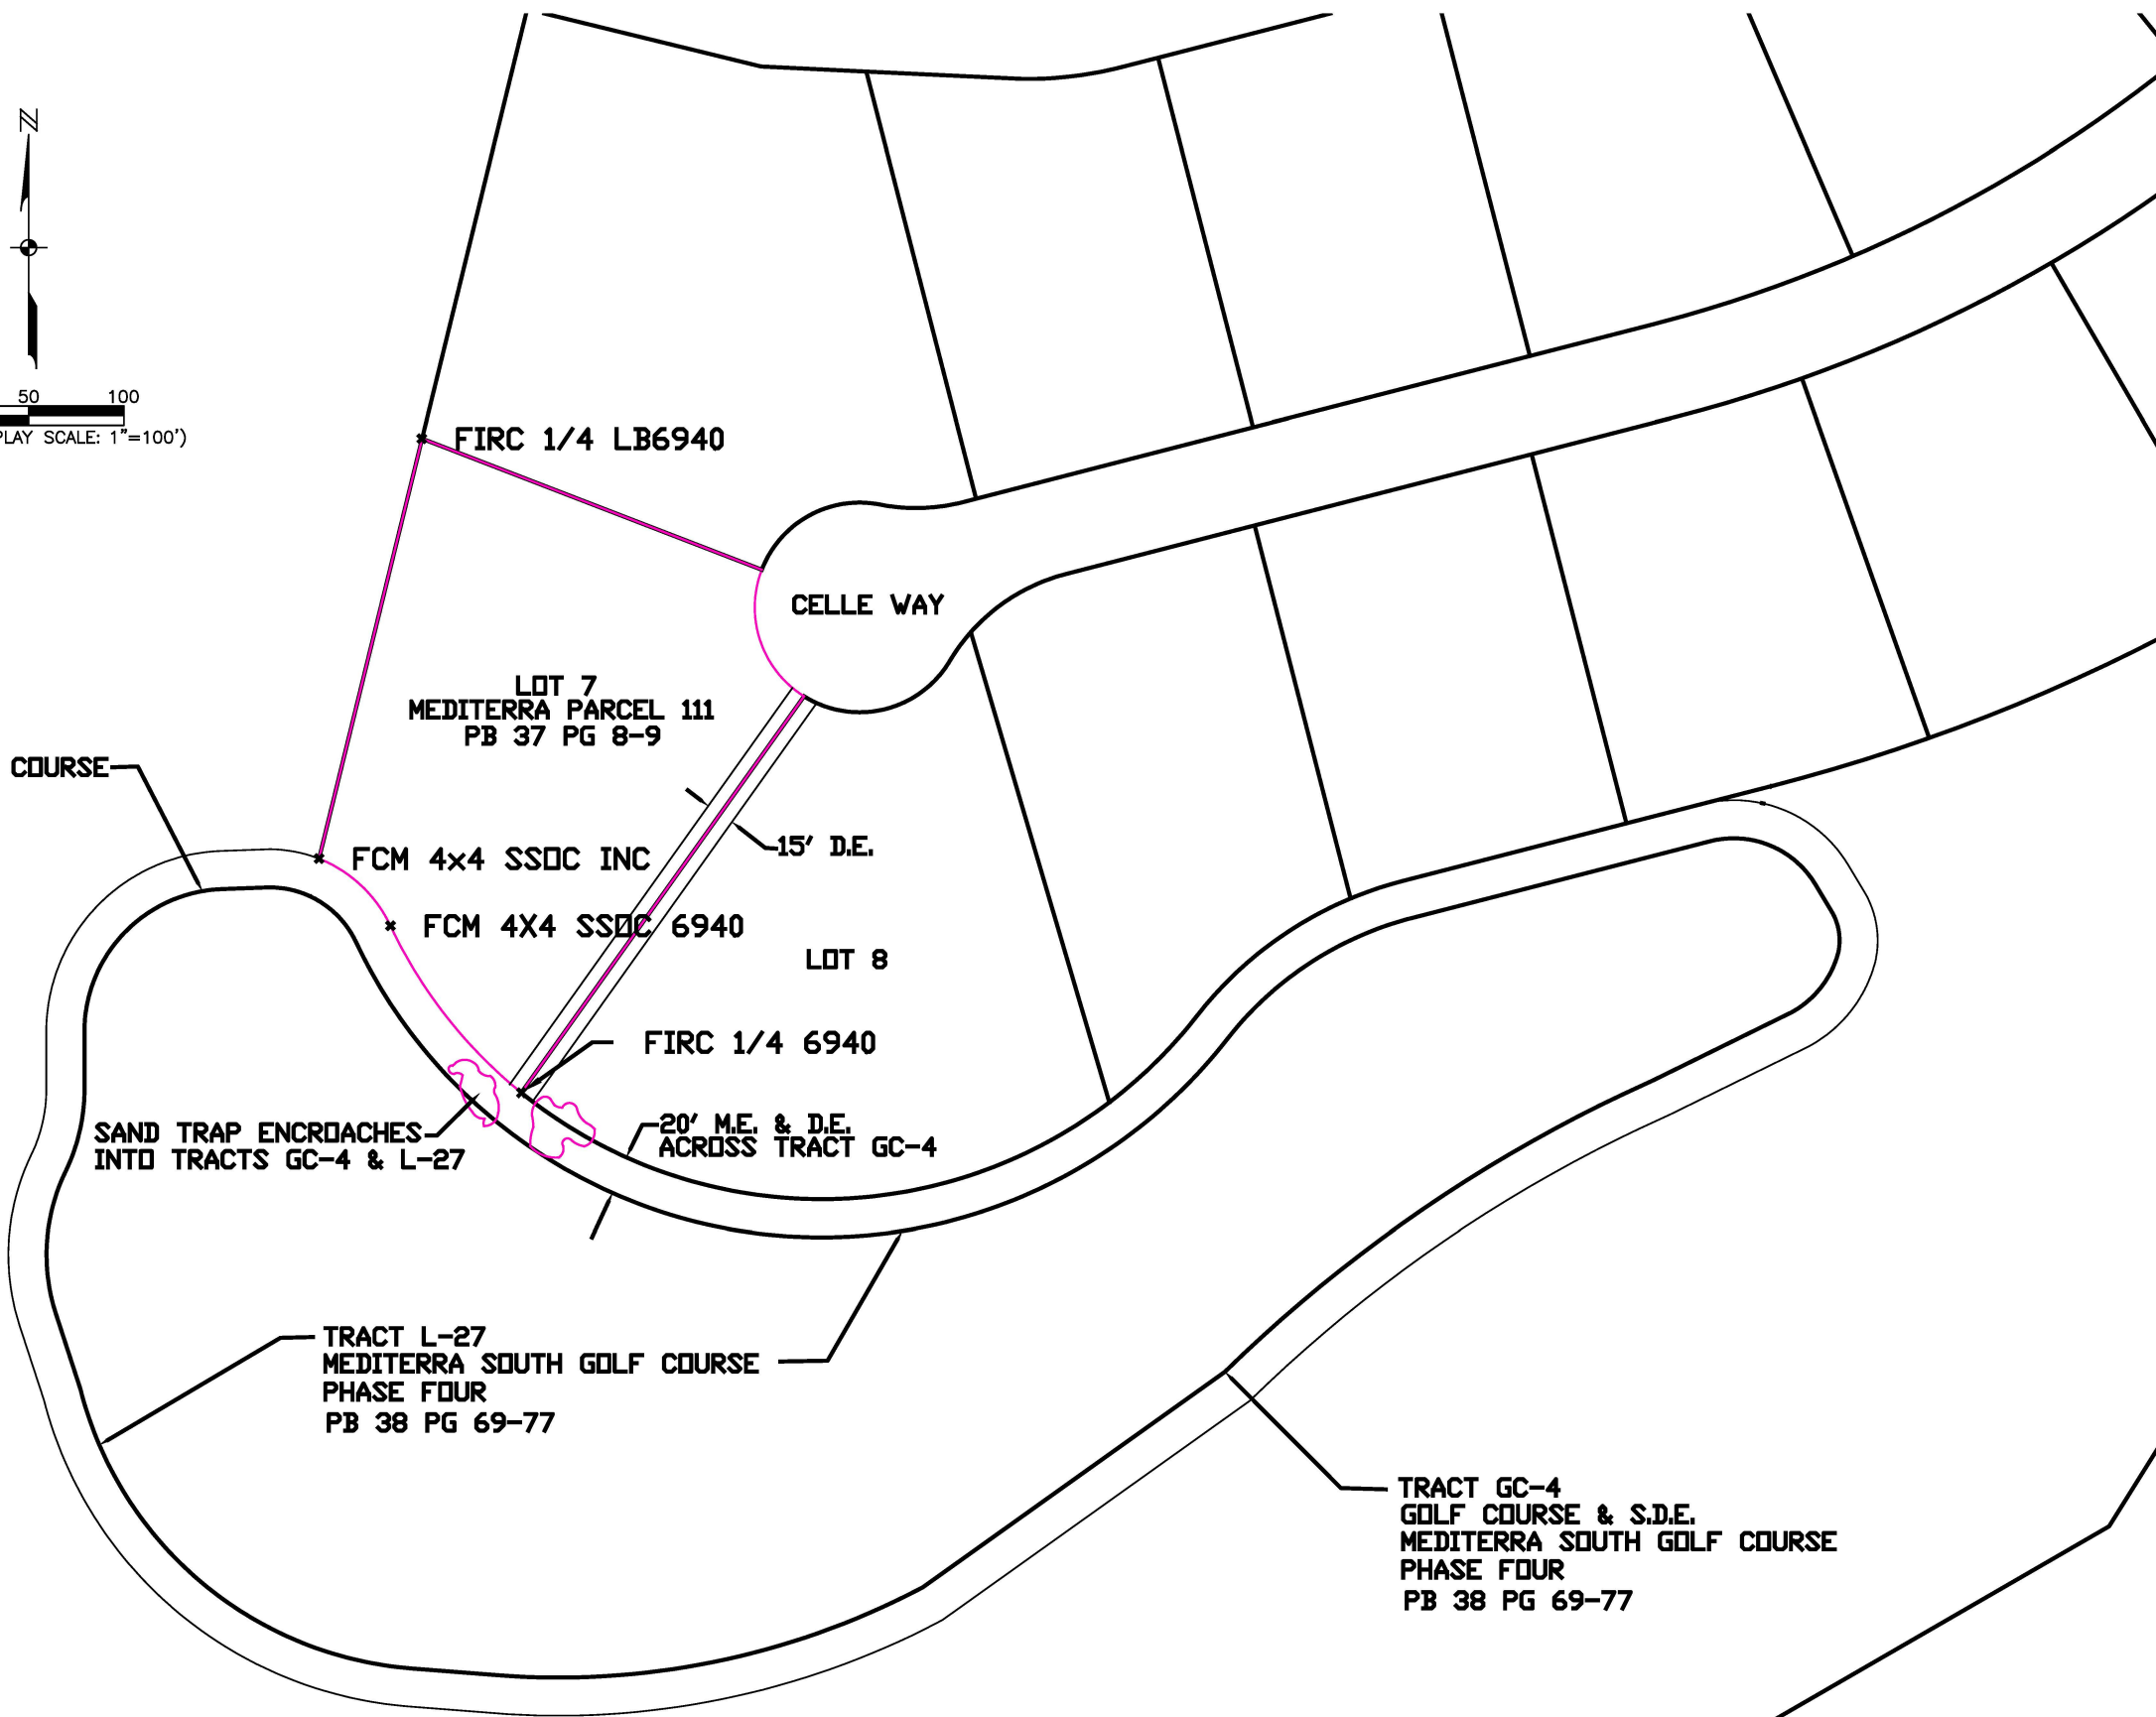 N
50 100
PLAY SCALE: 1"=100')
FIRC 1/4 LB6940
CELLE WAY
LOT 7
MEDITERRA PARCEL 111
PB 37 PG 8-9
COURSE
15' D.E.
FCM 4x4 SSOC INC
FCM 4X4 SSOC 6940
LOT 8
FIRC 1/4 6940
SAND TRAP ENCROACHES
INTO TRACTS GC-4 & L-27
20' M.E. & D.E.
ACROSS TRACT GC-4
TRACT L-27
MEDITERRA SOUTH GOLF COURSE
PHASE FOUR
PB 38 PG 69-77
TRACT GC-4
GOLF COURSE & S.D.E.
MEDITERRA SOUTH GOLF COURSE
PHASE FOUR
PB 38 PG 69-77